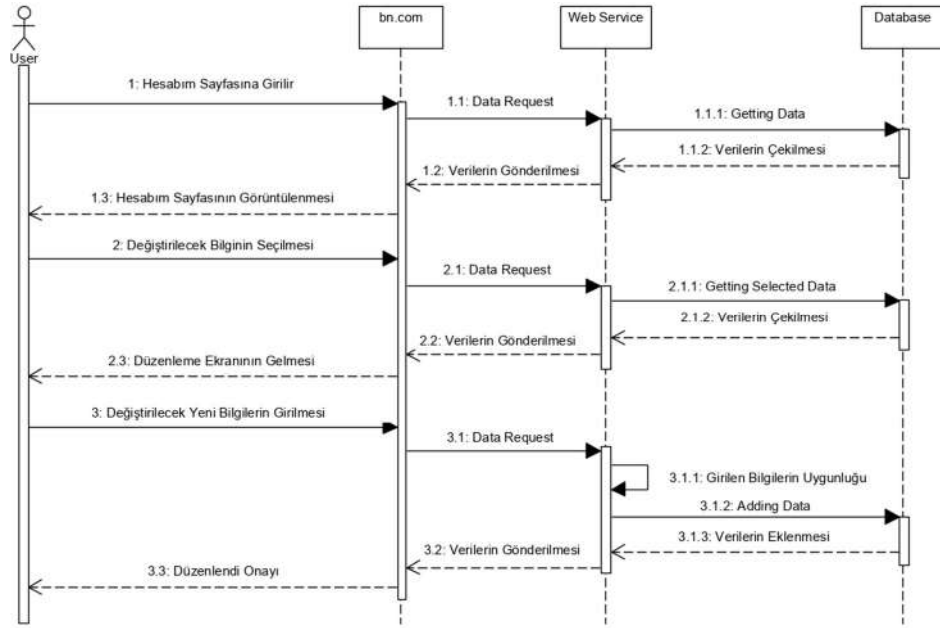 bn.com
Web Service
Database
User
1: Hesabım Sayfasına Girilir
1.1: Data Request
1.1.1: Getting Data
1.1.2: Verilerin Çekilmesi
1.2: Verilerin Gönderilmesi
1.3: Hesabım Sayfasının Görüntülenmesi
2: Değiştirilecek Bilginin Seçilmesi
2.1: Data Request
2.1.1: Getting Selected Data
2.1.2: Verilerin Çekilmesi
2.2: Verilerin Gönderilmesi
2.3: Düzenleme Ekranının Gelmesi
3: Değiştirilecek Yeni Bilgilerin Girilmesi
3.1: Data Request
3.1.1: Girilen Bilgilerin Uygunluğu
3.1.2: Adding Data
3.1.3: Verilerin Eklenmesi
3.2: Verilerin Gönderilmesi
3.3: Düzenlendi Onayı